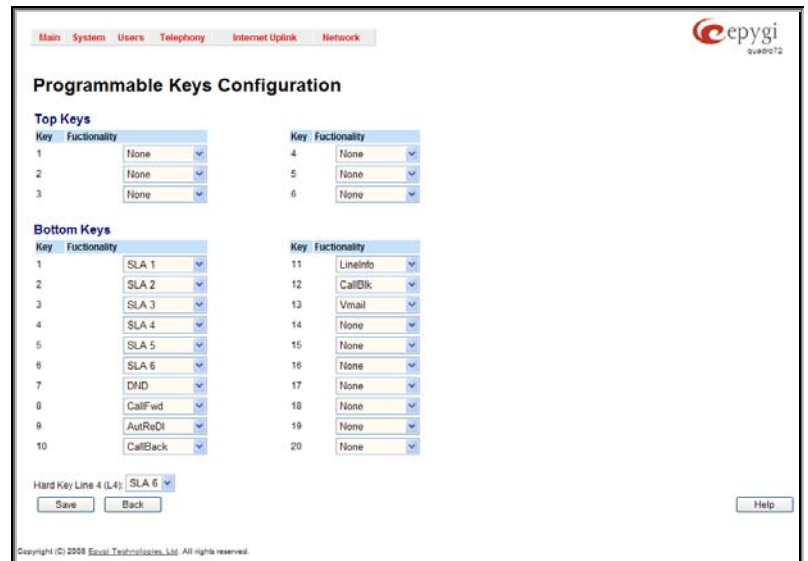 Main System Users Telephony Internet Uplink Network
epygi
quadro72
Programmable Keys Configuration
Top Keys
Key Fuctionality Key Fuctionality
1 None 4 None
2 None 5 None
3 None 6 None
Bottom Keys
Key Fuctionality Key Fuctionality
1 SLA 1 11 LineInfo
2 SLA 2 12 CallBlk
3 SLA 3 13 Vmail
4 SLA 4 14 None
5 SLA 5 15 None
6 SLA 6 16 None
7 DND 17 None
8 CallFwd 18 None
9 AutReDl 19 None
10 CallBack 20 None
Hard Key Line 4 (L4): SLA 6
Save Back Help
Copyright (C) 2008 Epygi Technologies, Ltd. All rights reserved.